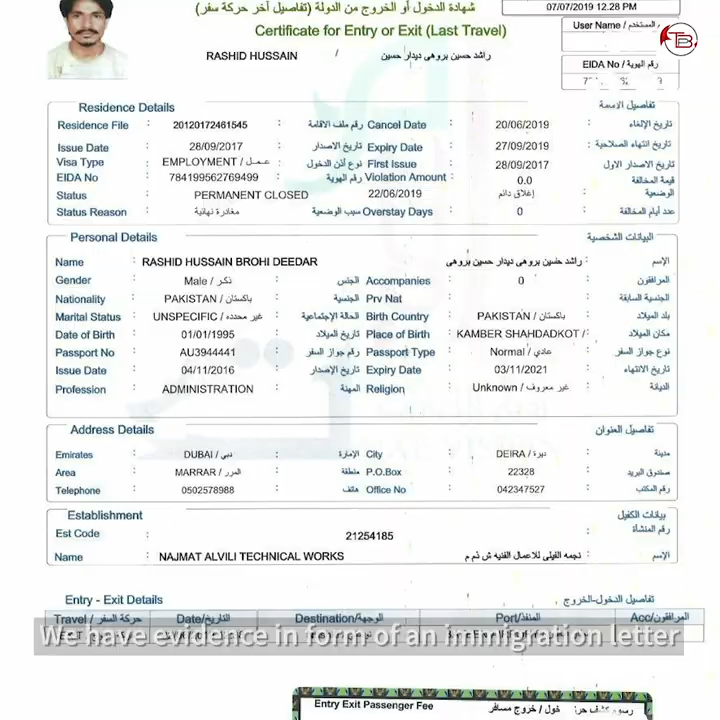 شهادة الدخول أو الخروج من الدولة (تفاصيل آخر حركة سفر)
07/07/2019 12.28 PM
Certificate for Entry or Exit (Last Travel)
User Name / المستخدم
TB
RASHID HUSSAIN راشد حسين بروهى ديدار حسين
EIDA No / رقم الهوية
Residence Details تفاصيل الاقامة
Residence File : 20120172461545 رقم ملف الاقامة Cancel Date : 20/06/2019 تاريخ الإلغاء
Issue Date : 28/09/2017 تاريخ الاصدار Expiry Date : 27/09/2019 تاريخ انتهاء الصلاحية
Visa Type : EMPLOYMENT / عمل نوع أذن الدخول First Issue : 28/09/2017 تاريخ الاصدار الاول
EIDA No : 784199562769499 رقم الهوية Violation Amount : 0.0 قيمة المخالفة
Status PERMANENT CLOSED 22/06/2019 إغلاق دائم الوضعية
Status Reason : مغادرة نهائية سبب الوضعية Overstay Days : 0 عدد أيام المخالفة
Personal Details البيانات الشخصية
Name : RASHID HUSSAIN BROHI DEEDAR راشد حسين بروهى ديدار حسين بروهى : الإسم
Gender : Male / ذكر الجنس Accompanies : 0 المرافقون
Nationality : PAKISTAN / باكستان الجنسية Prv Nat : الجنسية السابقة
Marital Status : UNSPECIFIC / غير محدده الحالة الإجتماعية Birth Country : PAKISTAN / باكستان بلد الميلاد
Date of Birth : 01/01/1995 تاريخ الميلاد Place of Birth : KAMBER SHAHDADKOT / مكان الميلاد
Passport No : AU3944441 رقم جواز السفر Passport Type : Normal / عادي نوع جواز السفر
Issue Date : 04/11/2016 تاريخ الإصدار Expiry Date : 03/11/2021 تاريخ الانتهاء
Profession : ADMINISTRATION المهنة Religion : Unknown / غير معروف الديانة
Address Details تفاصيل العنوان
Emirates : DUBAI / دبي الإمارة City : DEIRA / ديرة مدينة
Area : MARRAR / المرر منطقة P.O.Box : 22328 صندوق البريد
Telephone : 0502578988 هاتف Office No : 042347527 رقم المكتب
Establishment بيانات الكفيل
Est Code : 21254185 : رقم المنشأة
Name : NAJMAT ALVILI TECHNICAL WORKS نجمه الفيلى للاعمال الفنيه ش ذم م : الإسم
Entry - Exit Details تفاصيل الدخول-الخروج
Travel / حركة السفر Date/التاريخ Destination/الوجهة Port/المنفذ Acco/المرافقون
We have evidence in form of an immigration letter
Entry Exit Passenger Fee